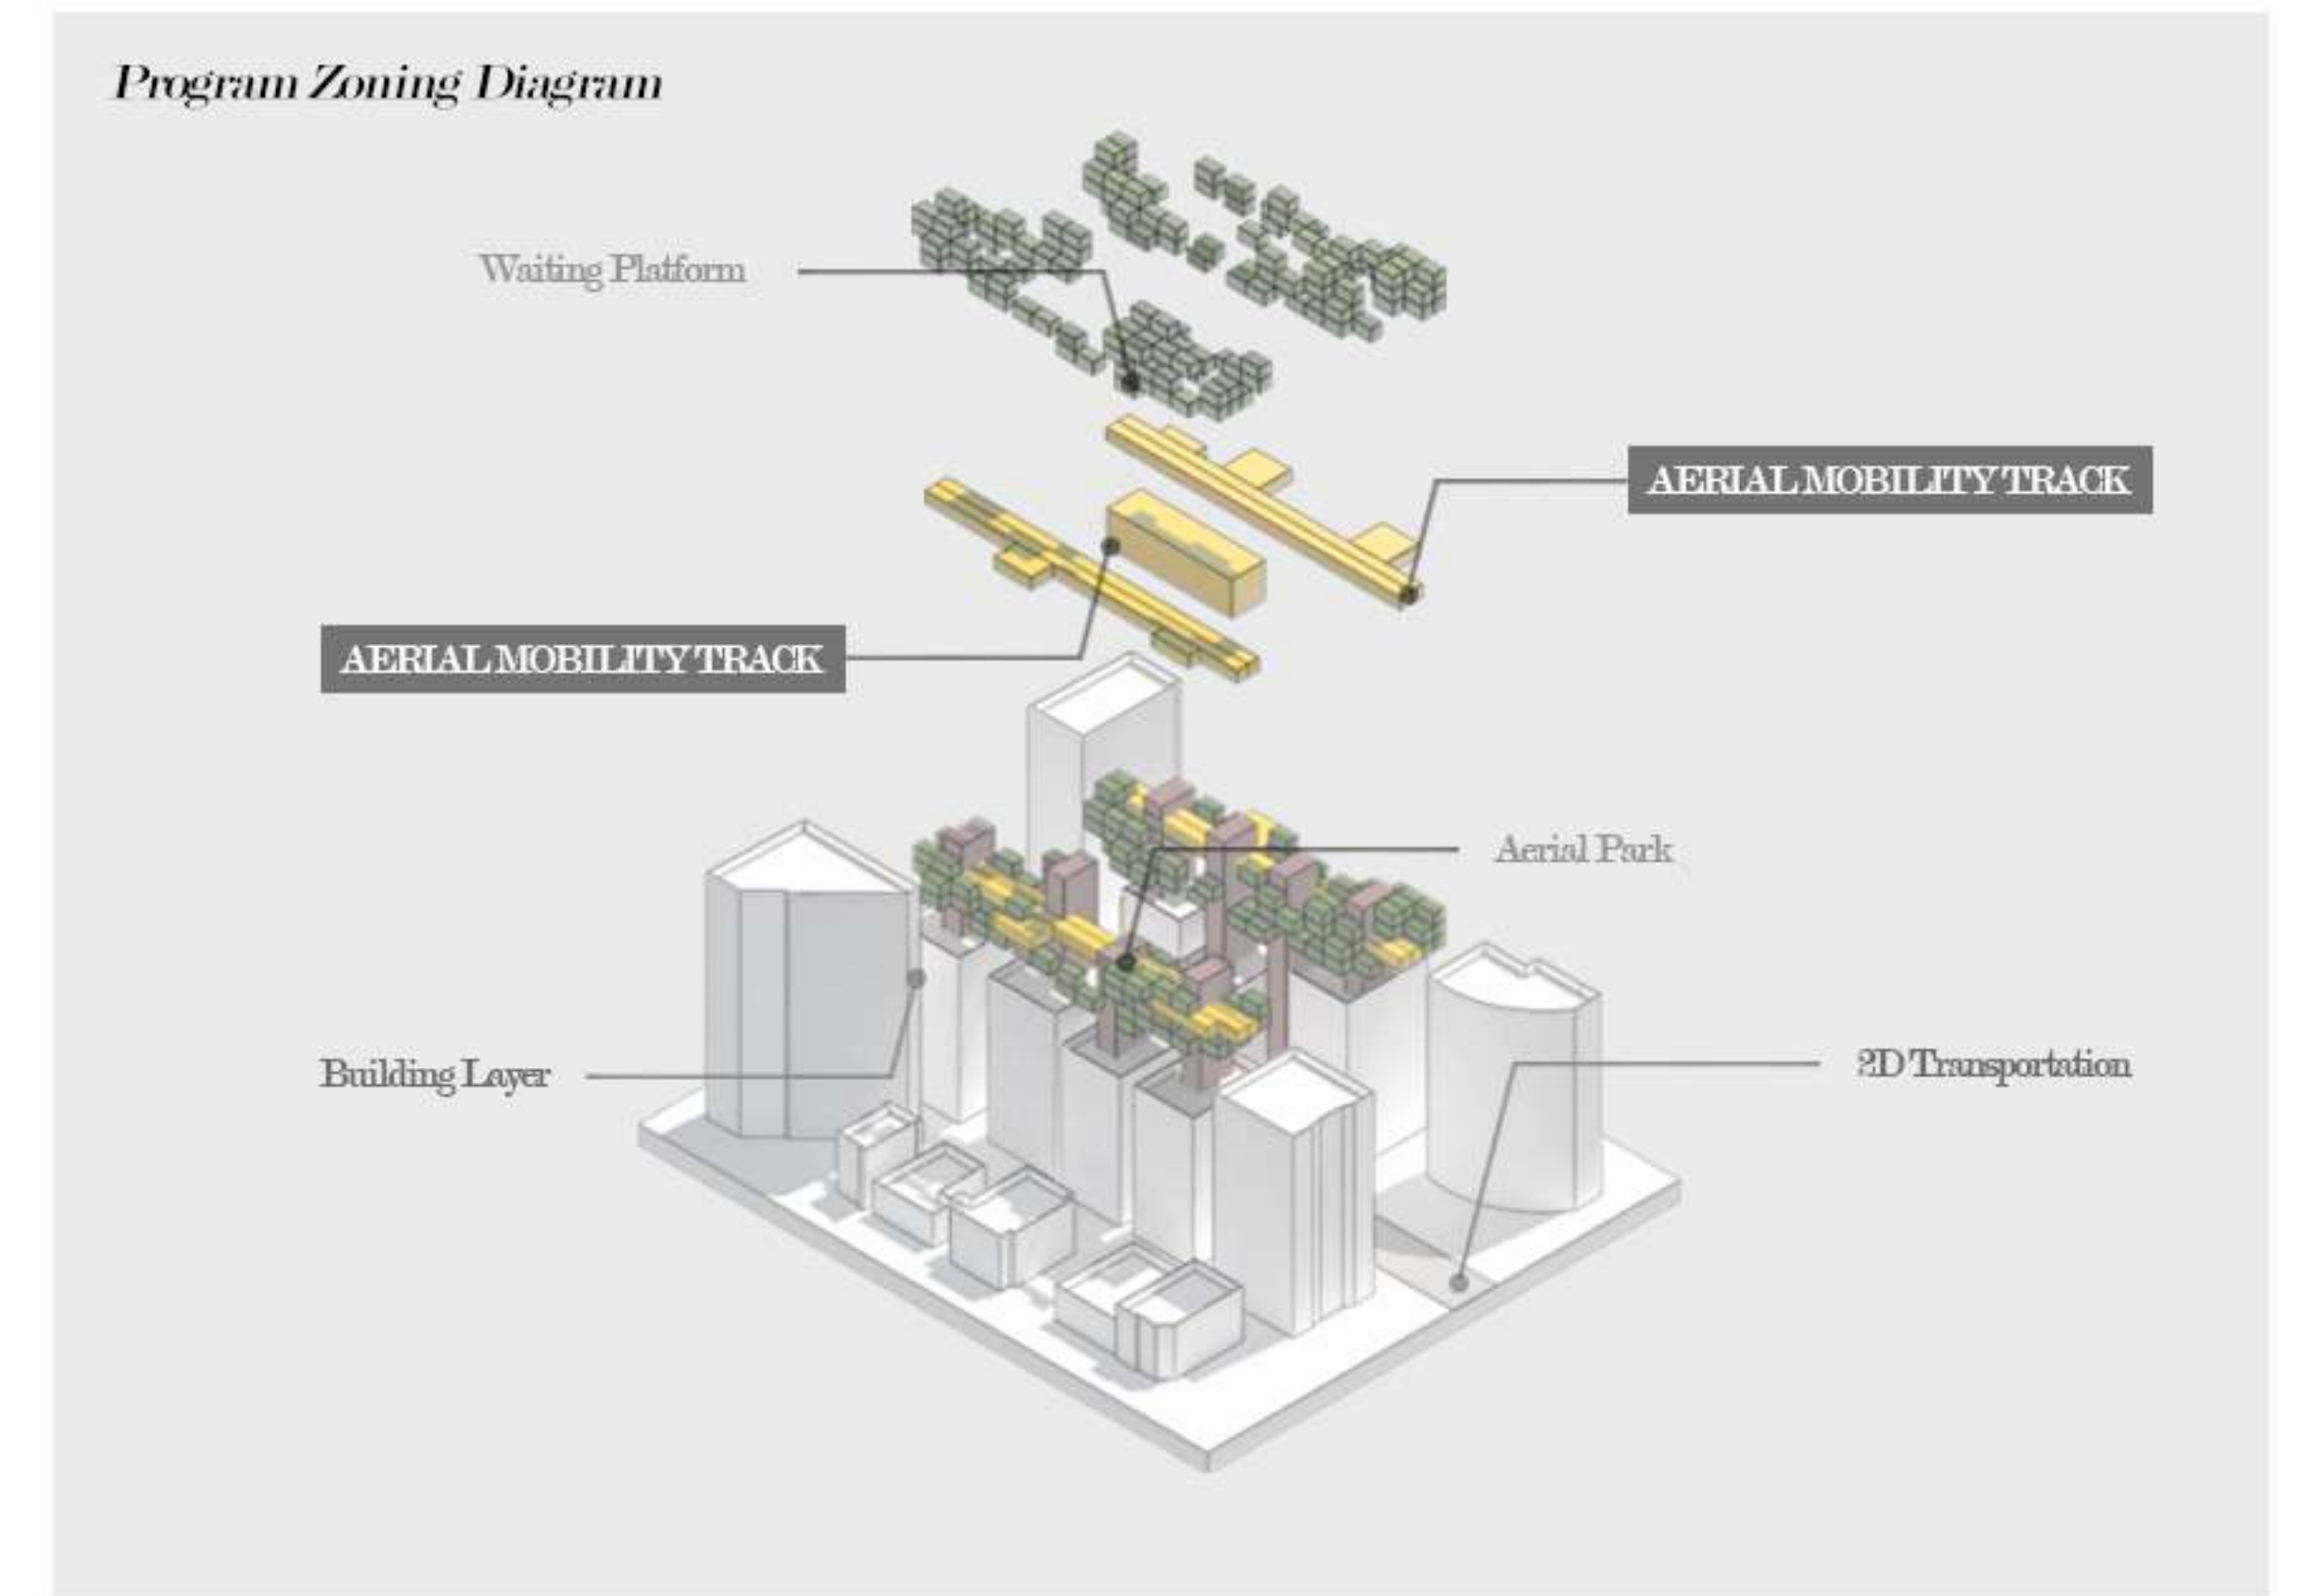 Program Zoning Diagram
Waiting Platform
AERIAL MOBILITY TRACK
AERIAL MOBILITY TRACK
Aerial Park
Building Layer
2D Transportation